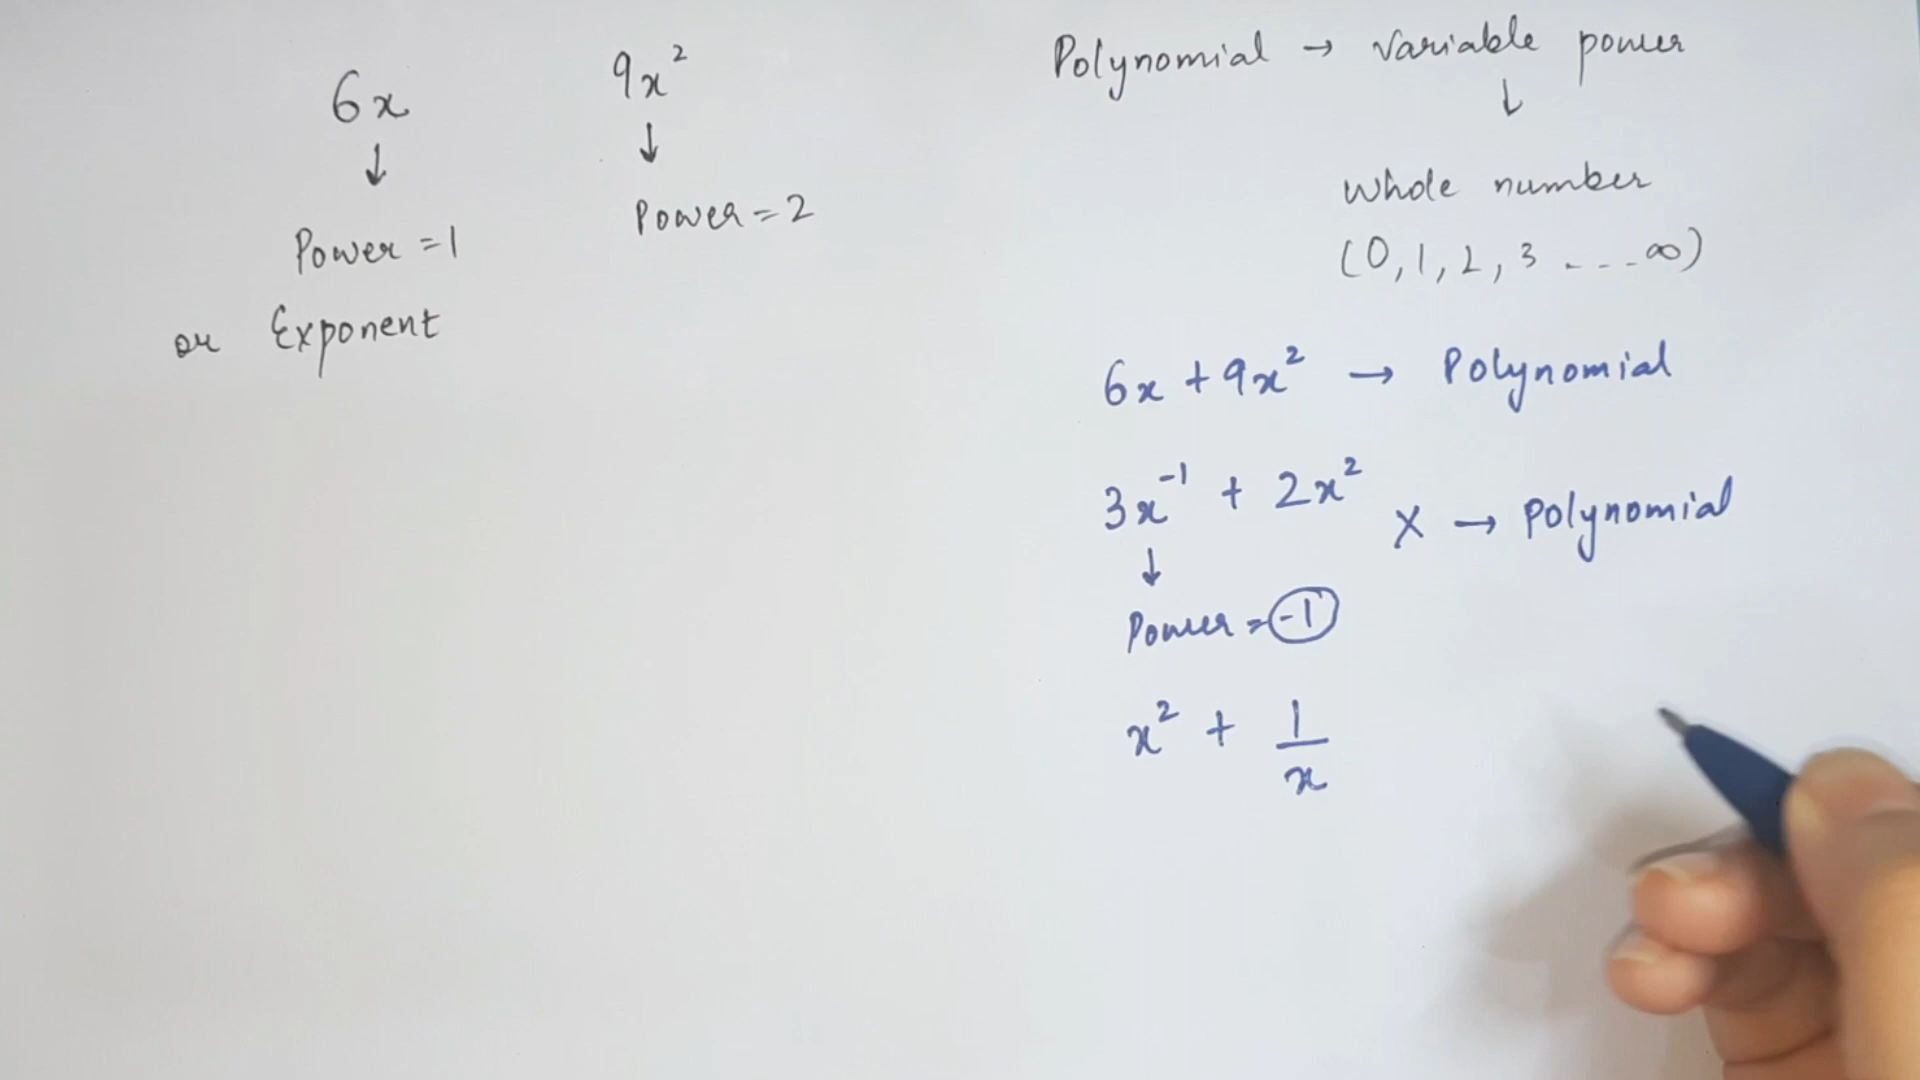 6x
↓
Power = 1
or Exponent
9x²
↓
Power = 2
Polynomial → variable power
↓
Whole number
(0, 1, 2, 3 ---- ∞)
6x + 9x² → Polynomial
3x⁻¹ + 2x² X → Polynomial
↓
Power = -1
x² + 1/x